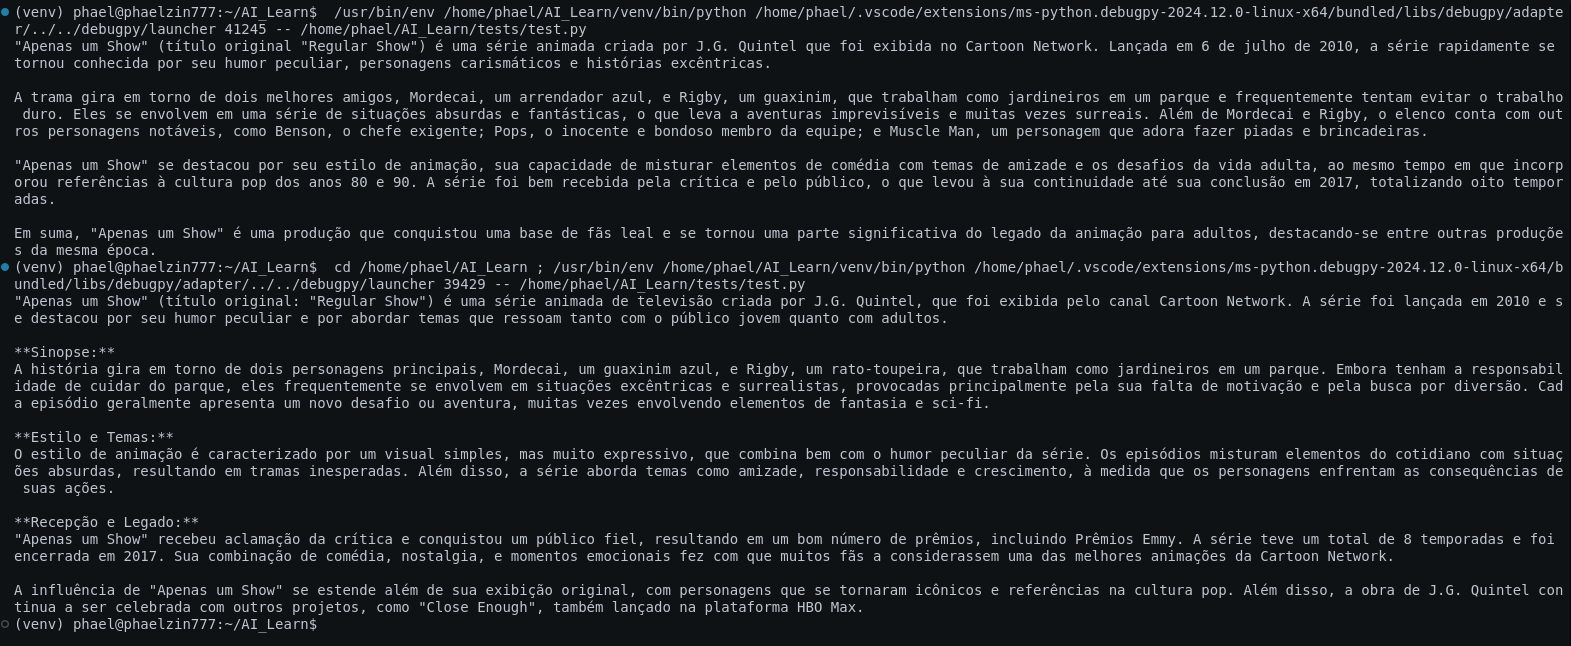 (venv) phael@phaelzin777:~/AI_Learn$  /usr/bin/env /home/phael/AI_Learn/venv/bin/python /home/phael/.vscode/extensions/ms-python.debugpy-2024.12.0-linux-x64/bundled/libs/debugpy/adapte
r/../../debugpy/launcher 41245 -- /home/phael/AI_Learn/tests/test.py
"Apenas um Show" (título original "Regular Show") é uma série animada criada por J.G. Quintel que foi exibida no Cartoon Network. Lançada em 6 de julho de 2010, a série rapidamente se
tornou conhecida por seu humor peculiar, personagens carismáticos e histórias excêntricas.

A trama gira em torno de dois melhores amigos, Mordecai, um arrendador azul, e Rigby, um guaxinim, que trabalham como jardineiros em um parque e frequentemente tentam evitar o trabalho
 duro. Eles se envolvem em uma série de situações absurdas e fantásticas, o que leva a aventuras imprevisíveis e muitas vezes surreais. Além de Mordecai e Rigby, o elenco conta com out
ros personagens notáveis, como Benson, o chefe exigente; Pops, o inocente e bondoso membro da equipe; e Muscle Man, um personagem que adora fazer piadas e brincadeiras.

"Apenas um Show" se destacou por seu estilo de animação, sua capacidade de misturar elementos de comédia com temas de amizade e os desafios da vida adulta, ao mesmo tempo em que incorp
orou referências à cultura pop dos anos 80 e 90. A série foi bem recebida pela crítica e pelo público, o que levou à sua continuidade até sua conclusão em 2017, totalizando oito tempor
adas.

Em suma, "Apenas um Show" é uma produção que conquistou uma base de fãs leal e se tornou uma parte significativa do legado da animação para adultos, destacando-se entre outras produçõe
s da mesma época.
(venv) phael@phaelzin777:~/AI_Learn$  cd /home/phael/AI_Learn ; /usr/bin/env /home/phael/AI_Learn/venv/bin/python /home/phael/.vscode/extensions/ms-python.debugpy-2024.12.0-linux-x64/b
undled/libs/debugpy/adapter/../../debugpy/launcher 39429 -- /home/phael/AI_Learn/tests/test.py
"Apenas um Show" (título original: "Regular Show") é uma série animada de televisão criada por J.G. Quintel, que foi exibida pelo canal Cartoon Network. A série foi lançada em 2010 e s
e destacou por seu humor peculiar e por abordar temas que ressoam tanto com o público jovem quanto com adultos.

**Sinopse:**
A história gira em torno de dois personagens principais, Mordecai, um guaxinim azul, e Rigby, um rato-toupeira, que trabalham como jardineiros em um parque. Embora tenham a responsabil
idade de cuidar do parque, eles frequentemente se envolvem em situações excêntricas e surrealistas, provocadas principalmente pela sua falta de motivação e pela busca por diversão. Cad
a episódio geralmente apresenta um novo desafio ou aventura, muitas vezes envolvendo elementos de fantasia e sci-fi.

**Estilo e Temas:**
O estilo de animação é caracterizado por um visual simples, mas muito expressivo, que combina bem com o humor peculiar da série. Os episódios misturam elementos do cotidiano com situaç
ões absurdas, resultando em tramas inesperadas. Além disso, a série aborda temas como amizade, responsabilidade e crescimento, à medida que os personagens enfrentam as consequências de
 suas ações.

**Recepção e Legado:**
"Apenas um Show" recebeu aclamação da crítica e conquistou um público fiel, resultando em um bom número de prêmios, incluindo Prêmios Emmy. A série teve um total de 8 temporadas e foi
encerrada em 2017. Sua combinação de comédia, nostalgia, e momentos emocionais fez com que muitos fãs a considerassem uma das melhores animações da Cartoon Network.

A influência de "Apenas um Show" se estende além de sua exibição original, com personagens que se tornaram icônicos e referências na cultura pop. Além disso, a obra de J.G. Quintel con
tinua a ser celebrada com outros projetos, como "Close Enough", também lançado na plataforma HBO Max.
(venv) phael@phaelzin777:~/AI_Learn$